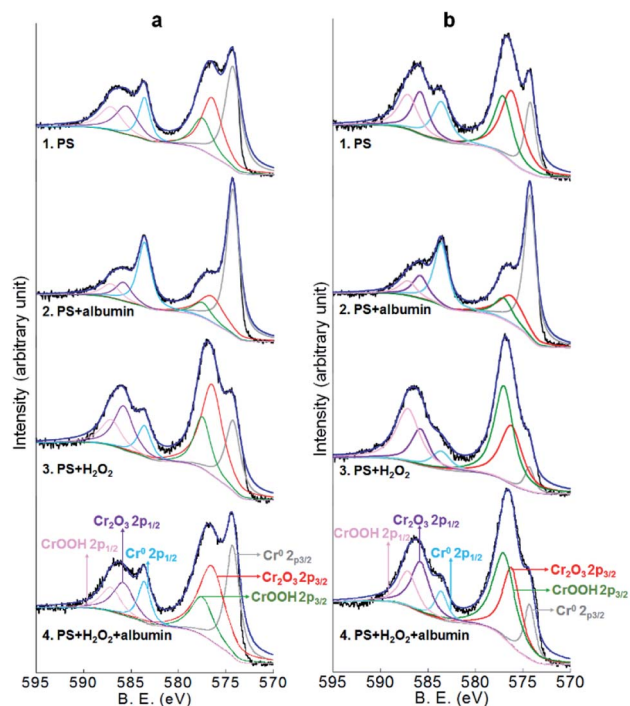 a
b
1. PS
1. PS
2. PS+albumin
2. PS+albumin
3. PS+H₂O₂
3. PS+H₂O₂
Cr₂O₃ 2p₁/₂
CrOOH 2p₁/₂
Cr⁰ 2p₁/₂
Cr⁰ 2p3/2
Cr₂O₃ 2p₃/₂
CrOOH 2p₃/₂
4. PS+H₂O₂+albumin
Cr₂O₃ 2p₁/₂
CrOOH 2p₁/₂
Cr⁰ 2p₁/₂
Cr₂O₃ 2p₃/₂
CrOOH 2p₃/₂
Cr⁰ 2p3/2
4. PS+H₂O₂+albumin
Intensity (arbitrary unit)
Intensity (arbitrary unit)
595 590 585 580 575 570
595 590 585 580 575 570
B. E. (eV)
B. E. (eV)